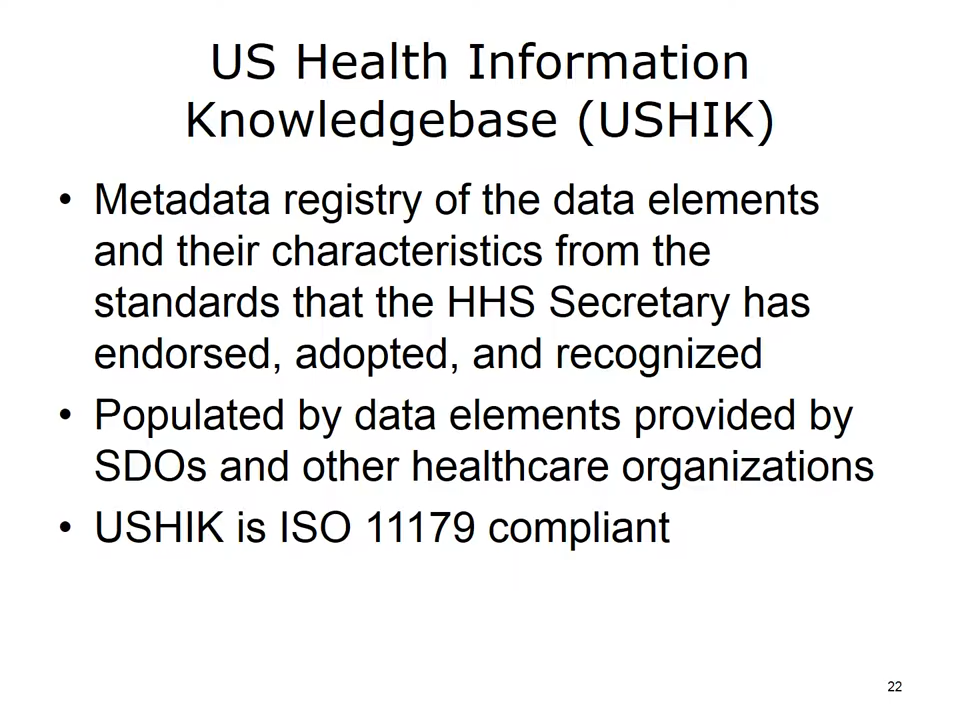 US Health Information
Knowledgebase (USHIK)
• Metadata registry of the data elements
and their characteristics from the
standards that the HHS Secretary has
endorsed, adopted, and recognized
• Populated by data elements provided by
SDOs and other healthcare organizations
• USHIK is ISO 11179 compliant
22